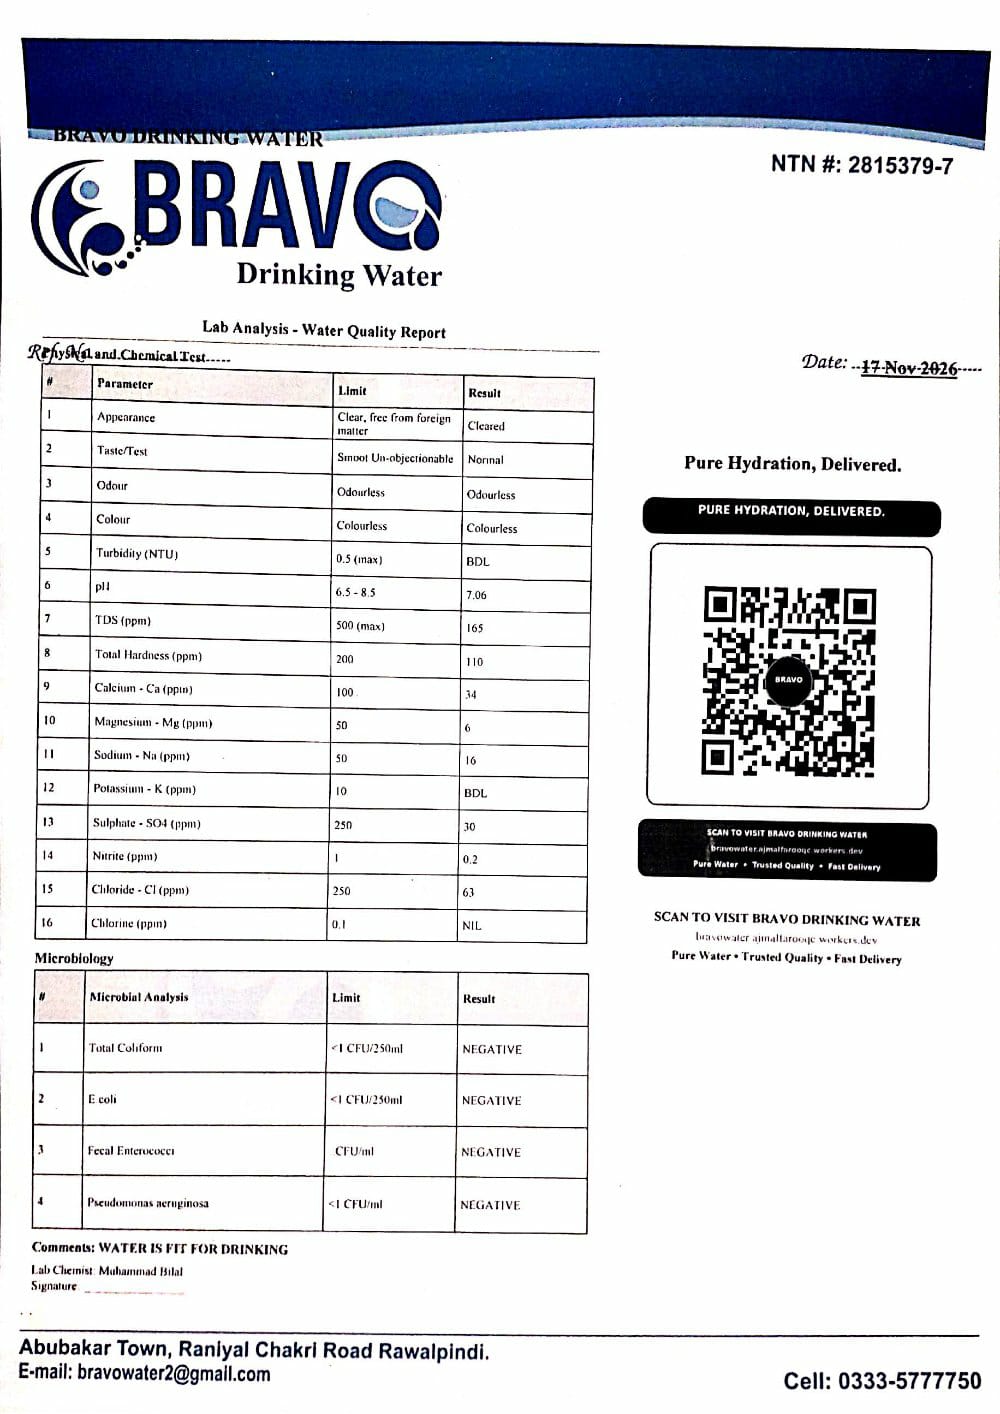 BRAVO DRINKING WATER
NTN #: 2815379-7
BRAVO
Drinking Water
Lab Analysis - Water Quality Report
Physical and Chemical Test-----
Date: --17-Nov-2026-----
# Parameter Limit Result
1 Appearance Clear, free from foreign matter Cleared
2 Taste/Test Smoot Un-objectionable Normal
3 Odour Odourless Odourless
4 Colour Colourless Colourless
5 Turbidity (NTU) 0.5 (max) BDL
6 pH 6.5 - 8.5 7.06
7 TDS (ppm) 500 (max) 165
8 Total Hardness (ppm) 200 110
9 Calcium - Ca (ppm) 100 34
10 Magnesium - Mg (ppm) 50 6
11 Sodium - Na (ppm) 50 16
12 Potassium - K (ppm) 10 BDL
13 Sulphate - SO4 (ppm) 250 30
14 Nitrite (ppm) 1 0.2
15 Chloride - Cl (ppm) 250 63
16 Chlorine (ppm) 0.1 NIL
Pure Hydration, Delivered.
PURE HYDRATION, DELIVERED.
BRAVO
SCAN TO VISIT BRAVO DRINKING WATER
bravowater.ajmalfarooqc workers.dev
Pure Water • Trusted Quality • Fast Delivery
SCAN TO VISIT BRAVO DRINKING WATER
bravowater ajmalfarooqc workers.dev
Pure Water • Trusted Quality • Fast Delivery
Microbiology
# Microbial Analysis Limit Result
1 Total Coliform <1 CFU/250ml NEGATIVE
2 E coli <1 CFU/250ml NEGATIVE
3 Fecal Enterococci CFU/ml NEGATIVE
4 Pseudomonas aeruginosa <1 CFU/ml NEGATIVE
Comments: WATER IS FIT FOR DRINKING
Lab Chemist: Muhammad Bilal
Signature
Abubakar Town, Raniyal Chakri Road Rawalpindi.
E-mail: bravowater2@gmail.com
Cell: 0333-5777750